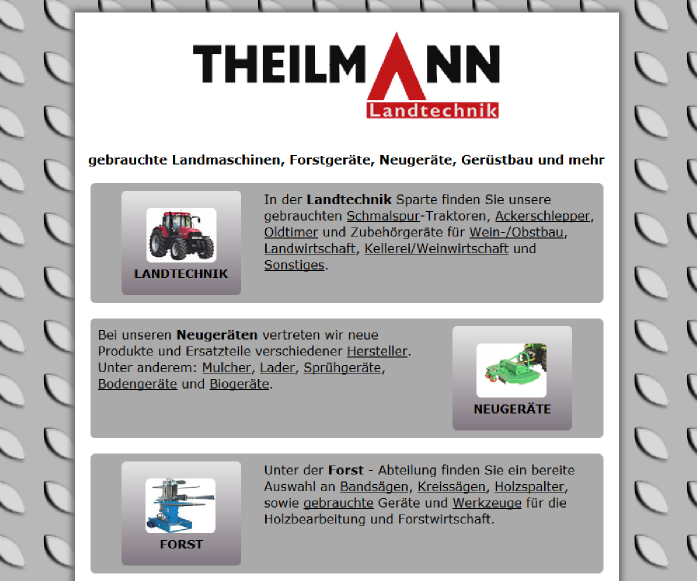 THEILMANN
Landtechnik
gebrauchte Landmaschinen, Forstgeräte, Neugeräte, Gerüstbau und mehr
LANDTECHNIK
In der Landtechnik Sparte finden Sie unsere
gebrauchten Schmalspur-Traktoren, Ackerschlepper,
Oldtimer und Zubehörgeräte für Wein-/Obstbau,
Landwirtschaft, Kellerei/Weinwirtschaft und
Sonstiges.
Bei unseren Neugeräten vertreten wir neue
Produkte und Ersatzteile verschiedener Hersteller.
Unter anderem: Mulcher, Lader, Sprühgeräte,
Bodengeräte und Biogeräte.
NEUGERÄTE
FORST
Unter der Forst - Abteilung finden Sie ein bereite
Auswahl an Bandsägen, Kreissägen, Holzspalter,
sowie gebrauchte Geräte und Werkzeuge für die
Holzbearbeitung und Forstwirtschaft.